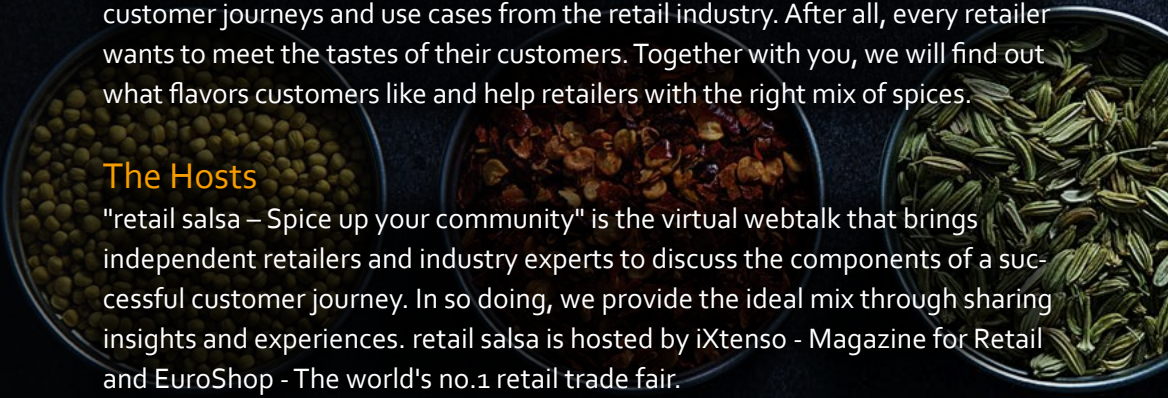 customer journeys and use cases from the retail industry. After all, every retailer
wants to meet the tastes of their customers. Together with you, we will find out
what flavors customers like and help retailers with the right mix of spices.
The Hosts
"retail salsa – Spice up your community" is the virtual webtalk that brings
independent retailers and industry experts to discuss the components of a suc-
cessful customer journey. In so doing, we provide the ideal mix through sharing
insights and experiences. retail salsa is hosted by iXtenso - Magazine for Retail
and EuroShop - The world's no.1 retail trade fair.